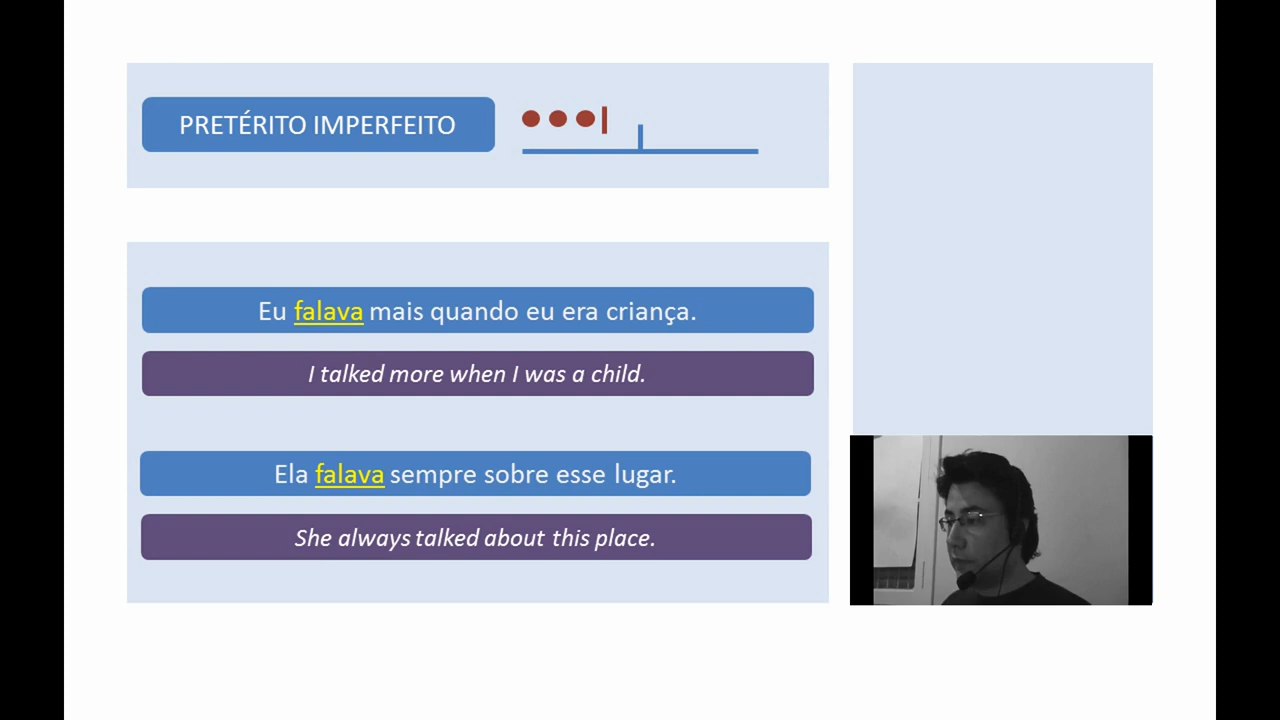 PRETÉRITO IMPERFEITO
Eu falava mais quando eu era criança.
I talked more when I was a child.
Ela falava sempre sobre esse lugar.
She always talked about this place.